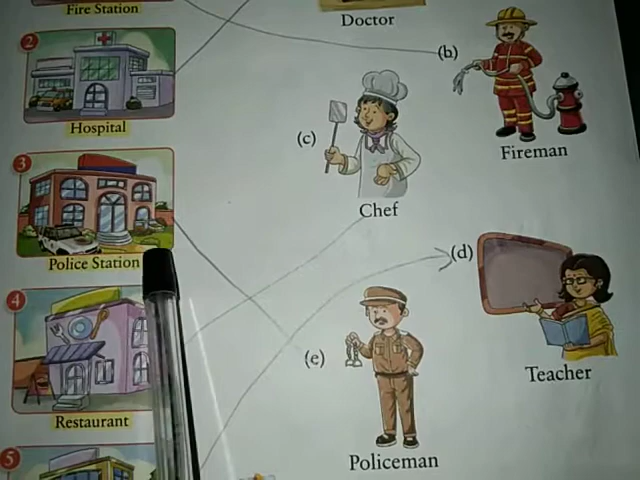 Fire Station
Doctor
2
Hospital
(b)
Fireman
(c)
Chef
3
Police Station
(d)
Teacher
4
Restaurant
(e)
Policeman
5